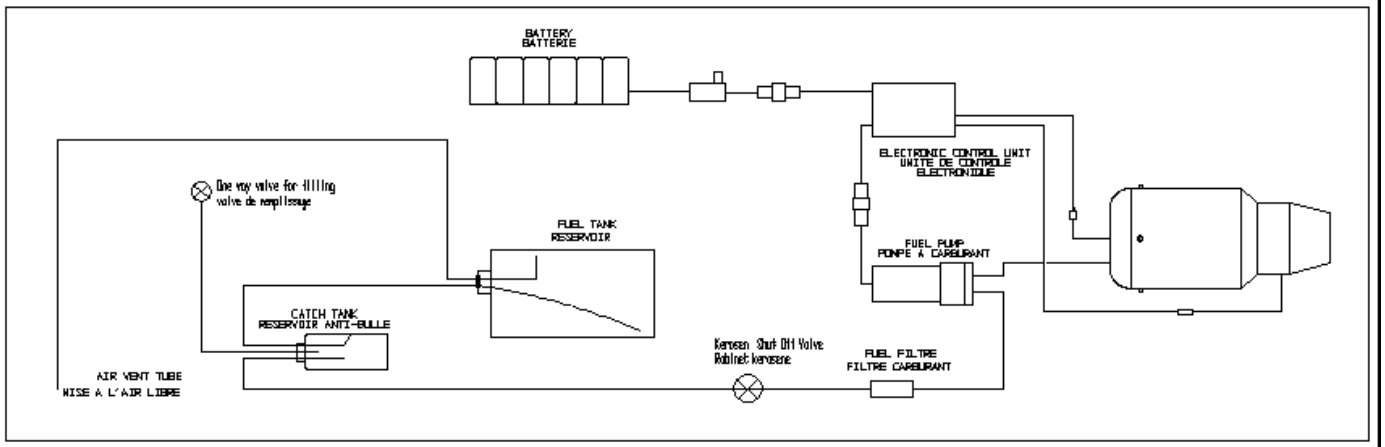 BATTERY
BATTERIE
ELECTRONIC CONTROL UNIT
UNITE DE CONTROLE
ELECTRONIQUE
One way valve for filling
valve de remplissage
FUEL TANK
RESERVOIR
FUEL PUMP
POMPE A CARBURANT
CATCH TANK
RESERVOIR ANTI-BULLE
Kerosen Shut Off Valve
Robinet kerosene
FUEL FILTRE
FILTRE CARBURANT
AIR VENT TUBE
MISE A L'AIR LIBRE